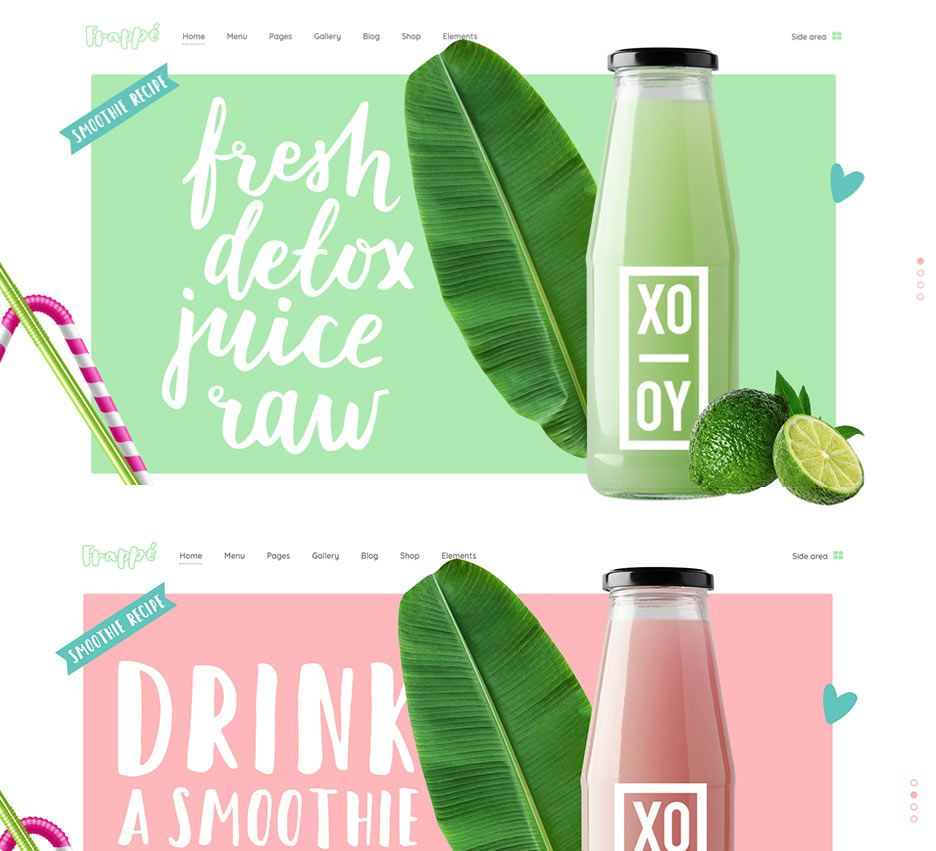 Frappé
Home Menu Pages Gallery Blog Shop Elements Side area
SMOOTHIE RECIPE
fresh
detox
juice
raw
XO
OY
Frappé
Home Menu Pages Gallery Blog Shop Elements Side area
SMOOTHIE RECIPE
DRINK
A SMOOTHIE
XO